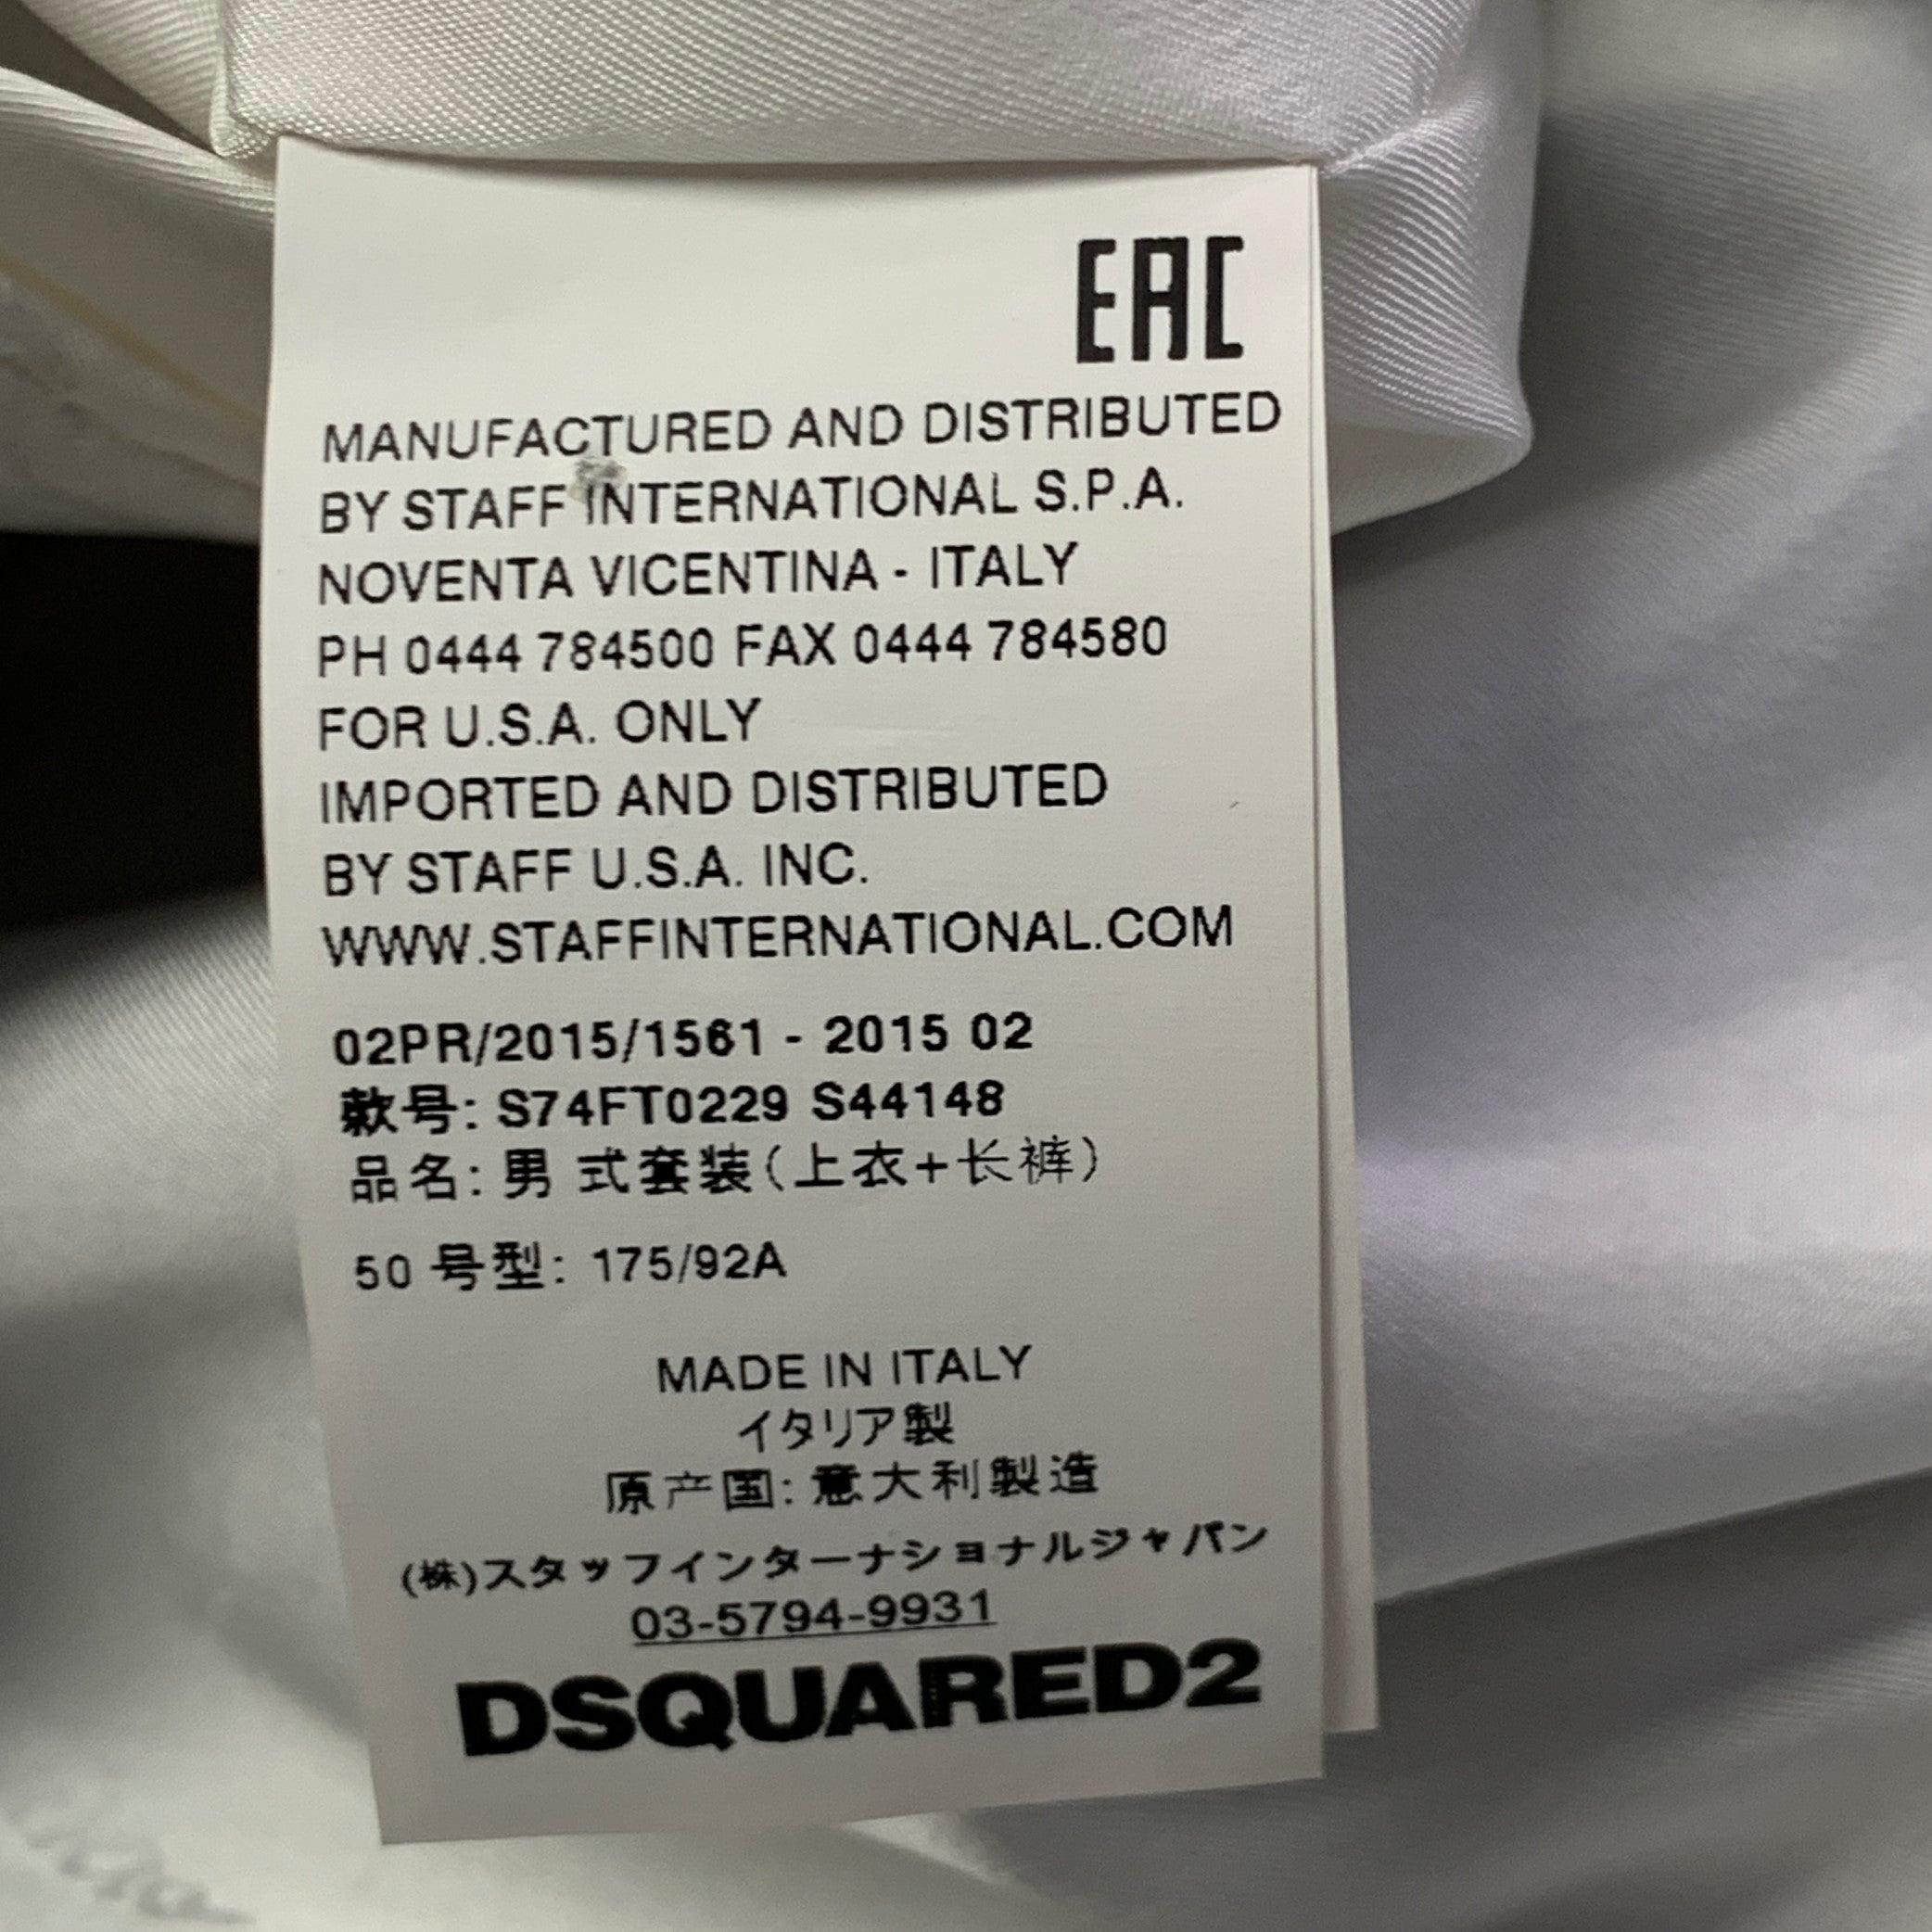 EAC
MANUFACTURED AND DISTRIBUTED
BY STAFF INTERNATIONAL S.P.A.
NOVENTA VICENTINA - ITALY
PH 0444 784500 FAX 0444 784580
FOR U.S.A. ONLY
IMPORTED AND DISTRIBUTED
BY STAFF U.S.A. INC.
WWW.STAFFINTERNATIONAL.COM
02PR/2015/1561 - 2015 02
款号: S74FT0229 S44148
品名: 男 式套装(上衣+长裤)
50 号型: 175/92A
MADE IN ITALY
イタリア製
原产国: 意大利製造
(株)スタッフインターナショナルジャパン
03-5794-9931
DSQUARED2